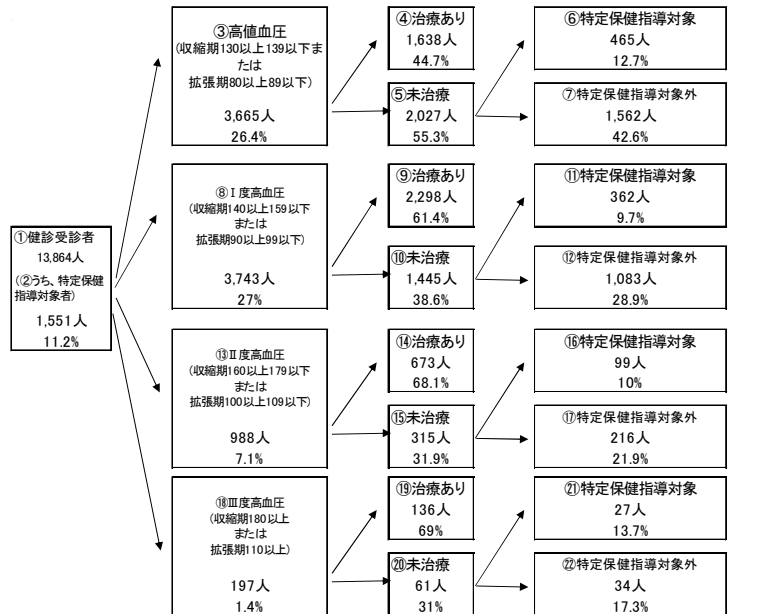 ①健診受診者
13,864人
(②うち、特定保健
指導対象者)
1,551人
11.2%
③高値血圧
(収縮期130以上139以下ま
たは
拡張期80以上89以下)
3,665人
26.4%
④治療あり
1,638人
44.7%
⑤未治療
2,027人
55.3%
⑥特定保健指導対象
465人
12.7%
⑦特定保健指導対象外
1,562人
42.6%
⑧Ⅰ度高血圧
(収縮期140以上159以下
または
拡張期90以上99以下)
3,743人
27%
⑨治療あり
2,298人
61.4%
⑩未治療
1,445人
38.6%
⑪特定保健指導対象
362人
9.7%
⑫特定保健指導対象外
1,083人
28.9%
⑬Ⅱ度高血圧
(収縮期160以上179以下
または
拡張期100以上109以下)
988人
7.1%
⑭治療あり
673人
68.1%
⑮未治療
315人
31.9%
⑯特定保健指導対象
99人
10%
⑰特定保健指導対象外
216人
21.9%
⑱Ⅲ度高血圧
(収縮期180以上
または
拡張期110以上)
197人
1.4%
⑲治療あり
136人
69%
⑳未治療
61人
31%
㉑特定保健指導対象
27人
13.7%
㉒特定保健指導対象外
34人
17.3%